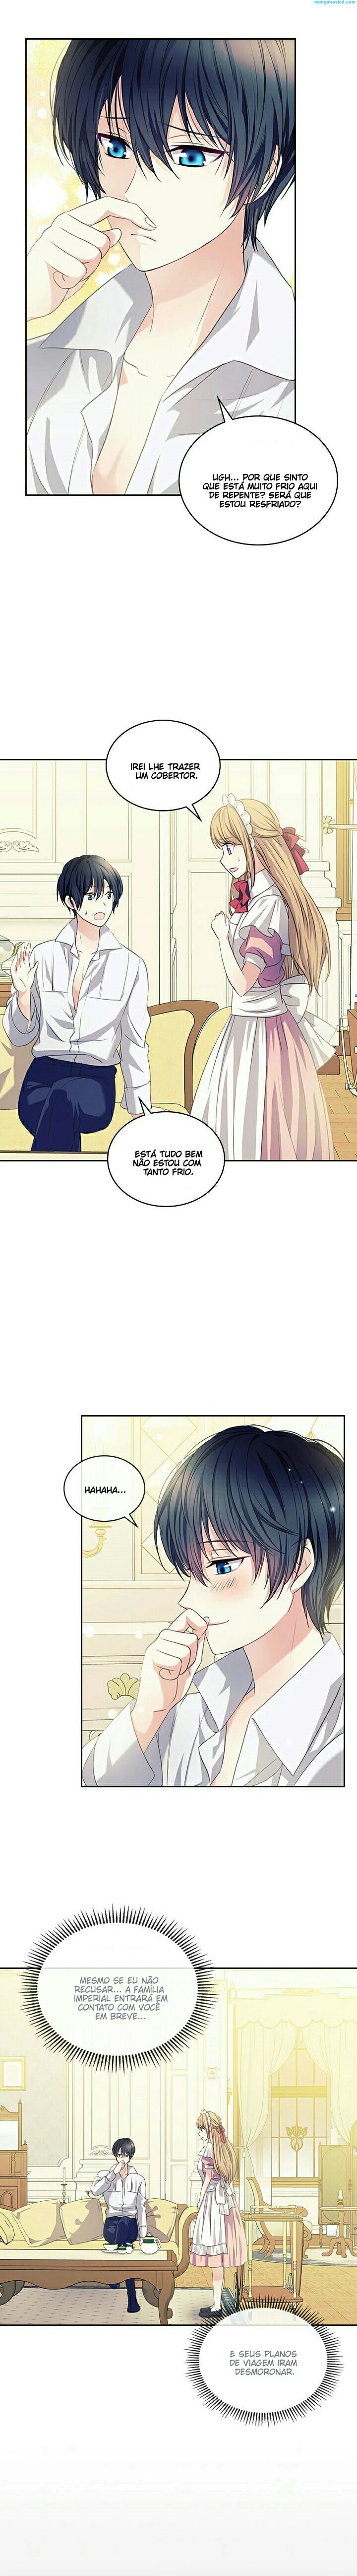 mangahosted.com
UGH... POR QUE SINTO
QUE ESTÁ MUITO FRIO AQUI
DE REPENTE? SERÁ QUE
ESTOU RESFRIADO?
IREI LHE TRAZER
UM COBERTOR.
ESTÁ TUDO BEM
NÃO ESTOU COM
TANTO FRIO.
HAHAHA...
MESMO SE EU NÃO
RECUSAR... A FAMÍLIA
IMPERIAL ENTRARÁ EM
CONTATO COM VOCÊ
EM BREVE...
E SEUS PLANOS
DE VIAGEM IRAM
DESMORONAR.